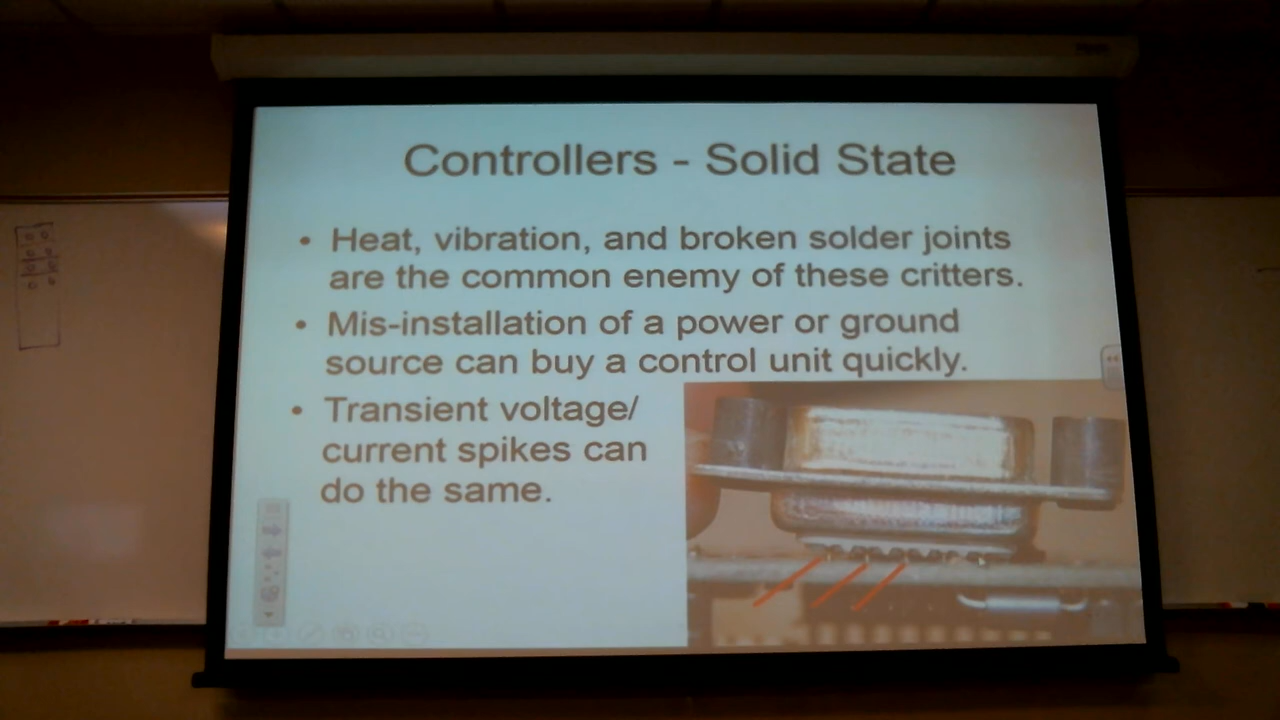 Controllers - Solid State
• Heat, vibration, and broken solder joints
are the common enemy of these critters.
• Mis-installation of a power or ground
source can buy a control unit quickly.
• Transient voltage/
current spikes can
do the same.